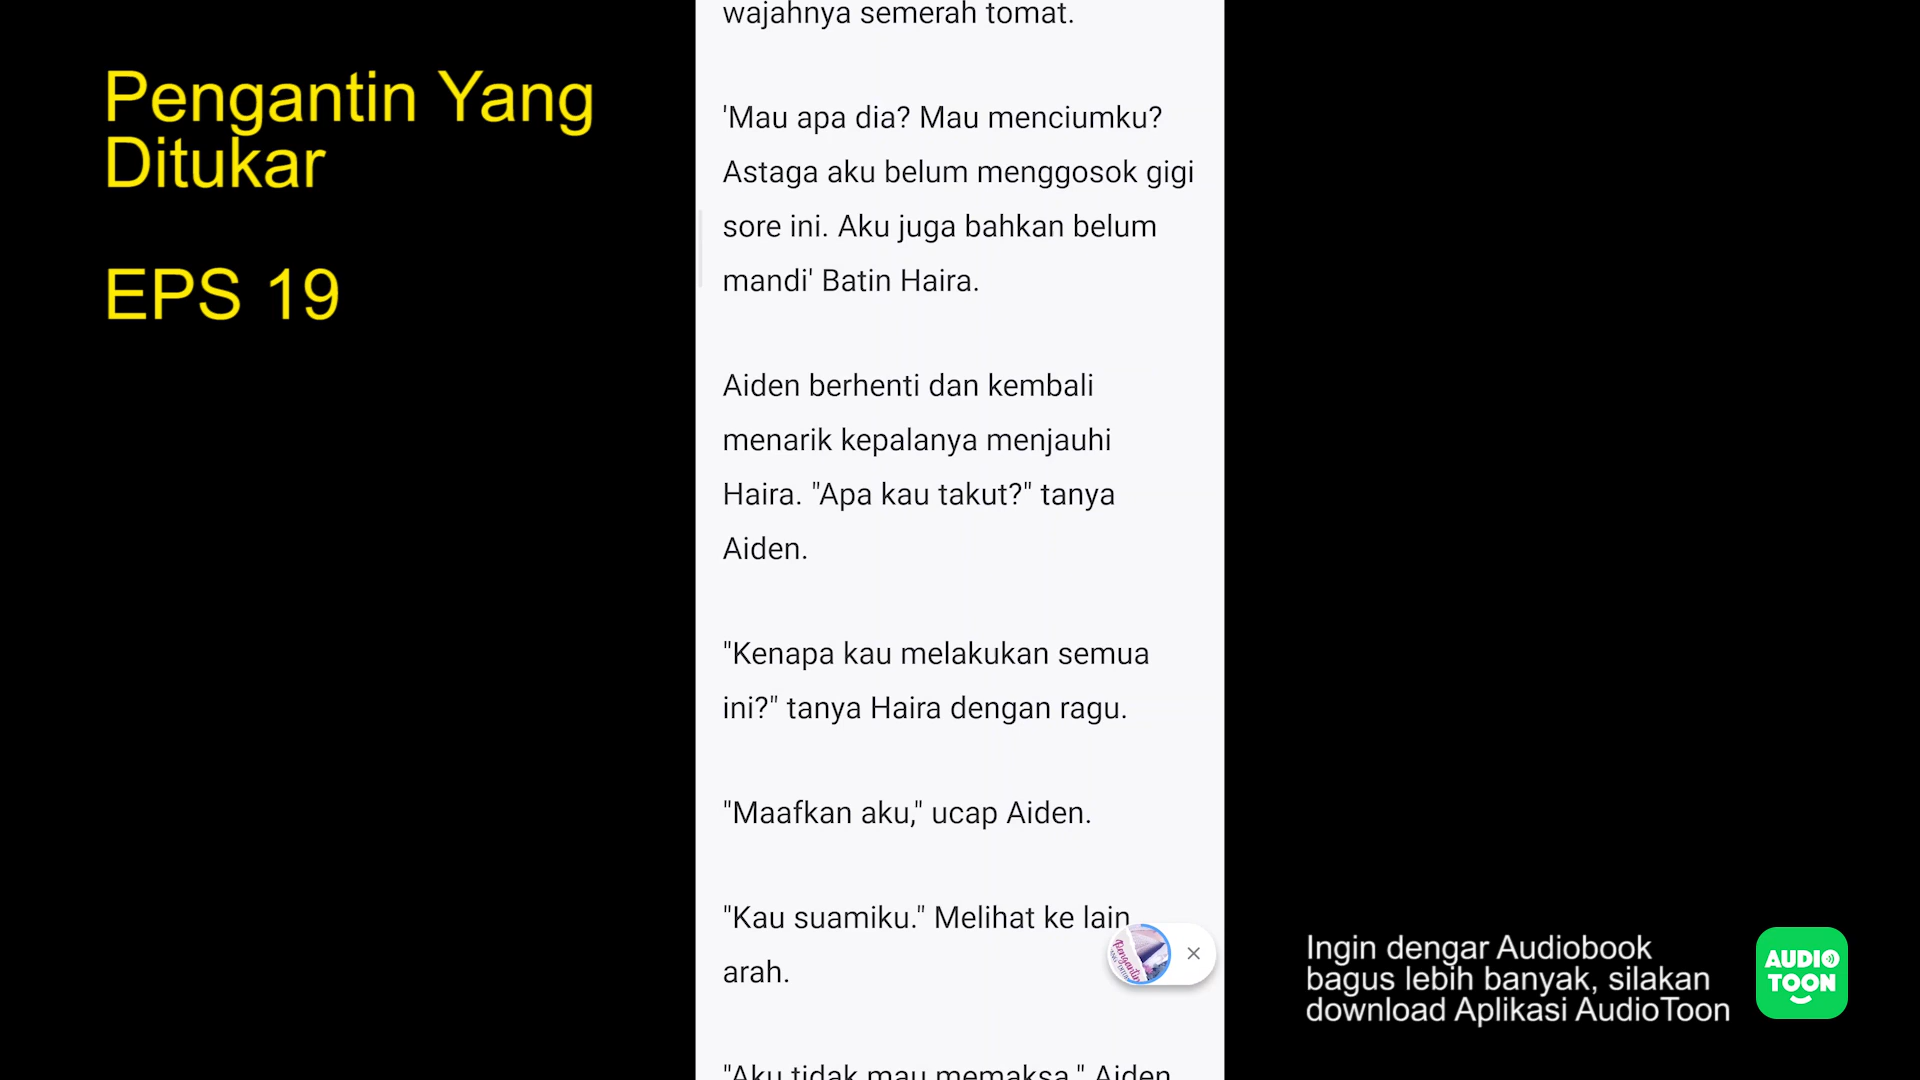 Pengantin Yang
Ditukar
EPS 19
wajahnya semerah tomat.
'Mau apa dia? Mau menciumku?
Astaga aku belum menggosok gigi
sore ini. Aku juga bahkan belum
mandi' Batin Haira.
Aiden berhenti dan kembali
menarik kepalanya menjauhi
Haira. "Apa kau takut?" tanya
Aiden.
"Kenapa kau melakukan semua
ini?" tanya Haira dengan ragu.
"Maafkan aku," ucap Aiden.
"Kau suamiku." Melihat ke lain
arah.
"Aku tidak mau memaksa." Aiden
Ingin dengar Audiobook
bagus lebih banyak, silakan
download Aplikasi AudioToon
AUDIO
TOON